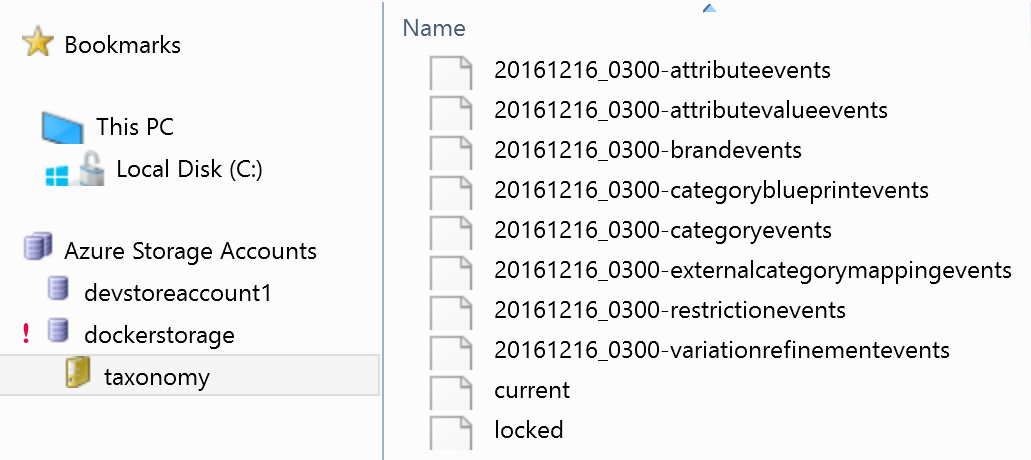 Bookmarks
This PC
Local Disk (C:)
Azure Storage Accounts
devstoreaccount1
! dockerstorage
taxonomy
Name
20161216_0300-attributeevents
20161216_0300-attributevalueevents
20161216_0300-brandevents
20161216_0300-categoryblueprintevents
20161216_0300-categoryevents
20161216_0300-externalcategorymappingevents
20161216_0300-restrictionevents
20161216_0300-variationrefinementevents
current
locked